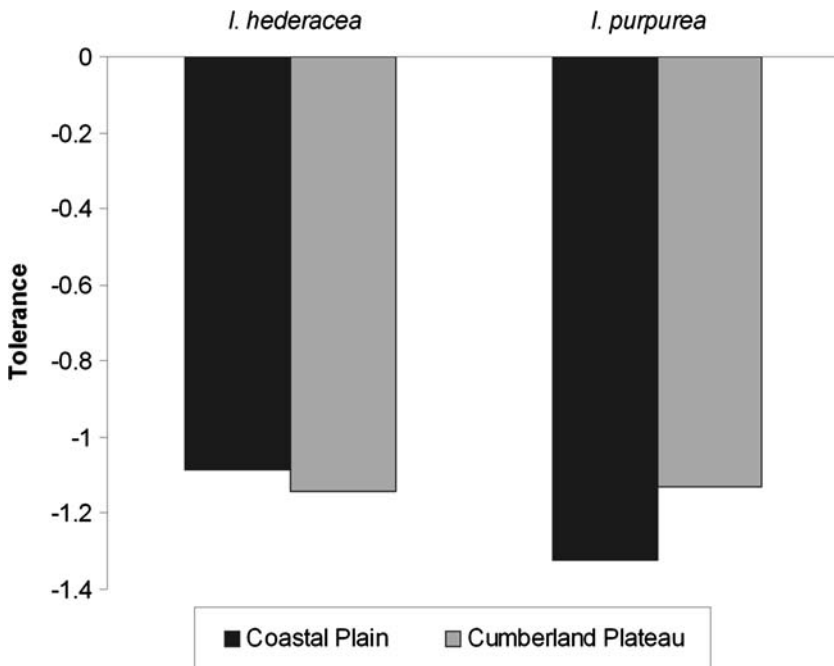 I. hederacea I. purpurea
0
-0.2
-0.4
-0.6
-0.8
-1
-1.2
-1.4
Tolerance
Coastal Plain Cumberland Plateau